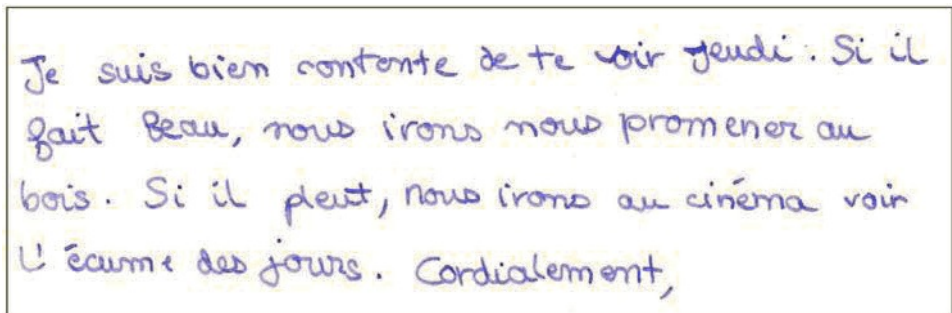 Je suis bien contente de te voir jeudi. Si il
fait Beau, nous irons nous promener au
bois. Si il pleut, nous irons au cinéma voir
L'écume des jours. Cordialement,